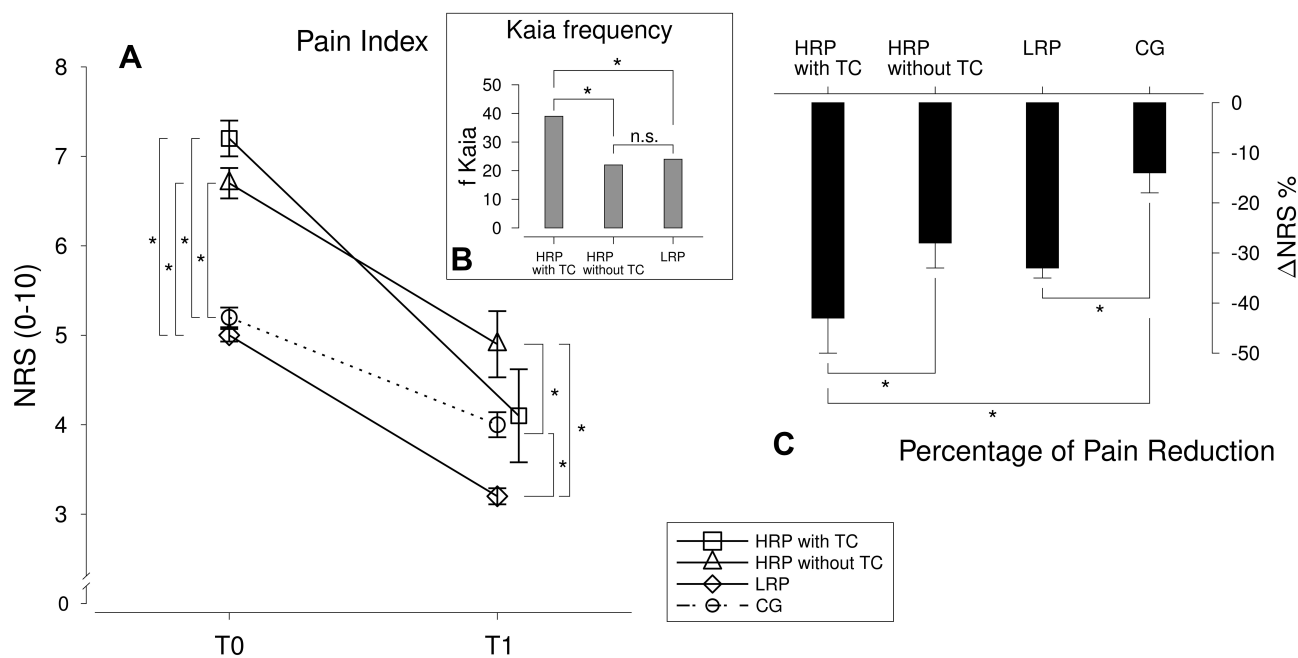 A
Pain Index
8
7
6
5
4
3
0
NRS (0-10)
T0
T1
*
*
*
*
*
*
*
Kaia frequency
50
40
30
20
10
0
f Kaia
*
*
n.s.
HRP
with TC
HRP
without TC
LRP
B
HRP
with TC
HRP
without TC
LRP
CG
0
-10
-20
-30
-40
-50
ΔNRS %
*
*
*
C
Percentage of Pain Reduction
HRP with TC
HRP without TC
LRP
CG